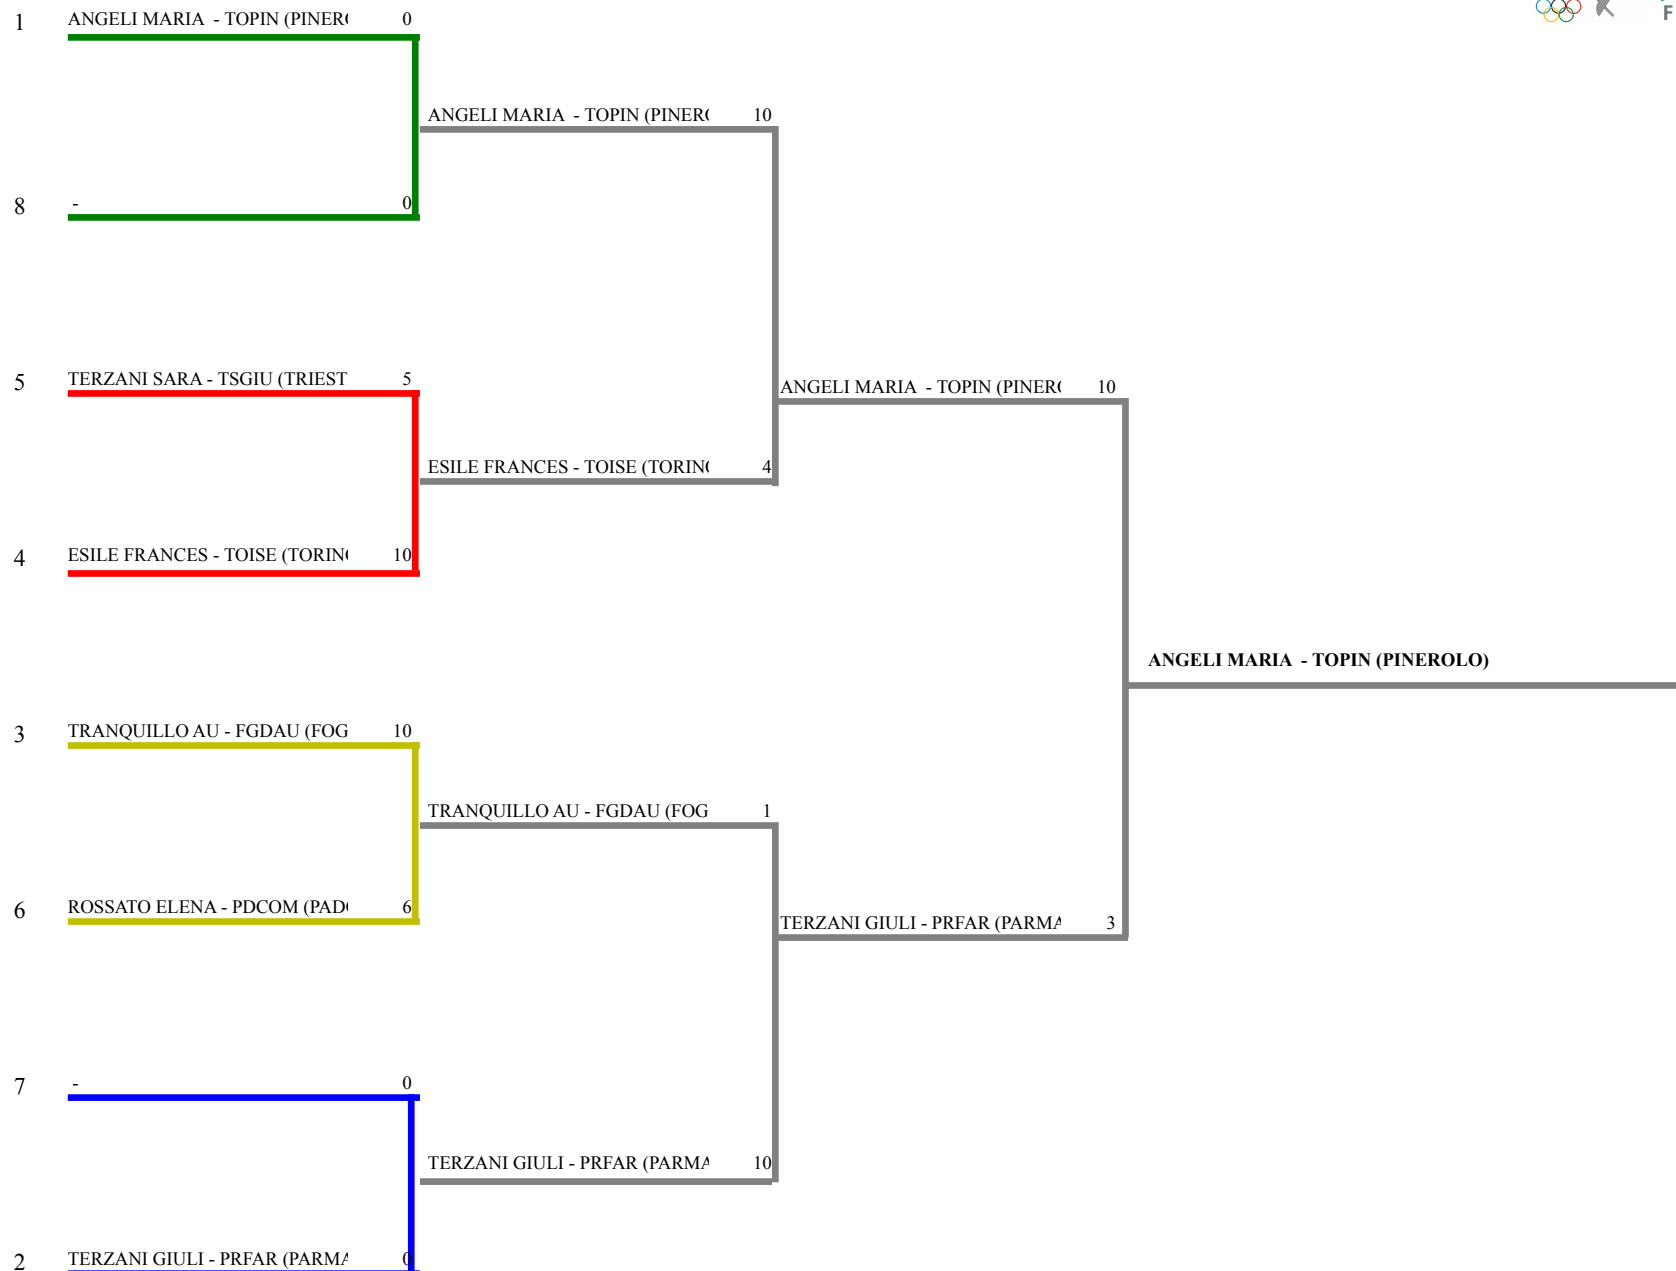 1 ANGELI MARIA - TOPIN (PINER 0
F
ANGELI MARIA - TOPIN (PINER 10
8 - 0
5 TERZANI SARA - TSGIU (TRIEST 5
ANGELI MARIA - TOPIN (PINER 10
ESILE FRANCES - TOISE (TORIN 4
4 ESILE FRANCES - TOISE (TORIN 10
ANGELI MARIA - TOPIN (PINEROLO)
3 TRANQUILLO AU - FGDAU (FOG 10
TRANQUILLO AU - FGDAU (FOG 1
6 ROSSATO ELENA - PDCOM (PAD 6
TERZANI GIULI - PRFAR (PARMA 3
7 - 0
TERZANI GIULI - PRFAR (PARMA 10
2 TERZANI GIULI - PRFAR (PARMA 0